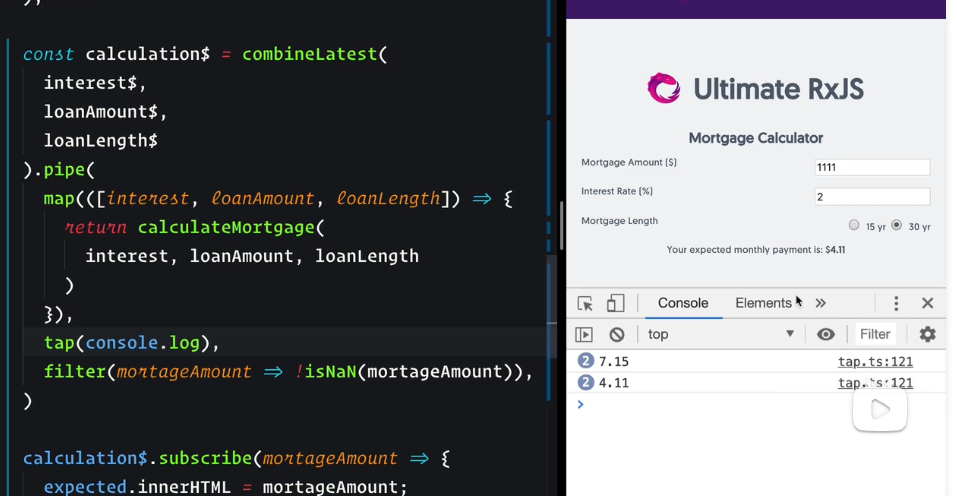 ),
const calculation$ = combineLatest(
interest$,
loanAmount$,
loanLength$
).pipe(
map(([interest, loanAmount, loanLength]) => {
return calculateMortgage(
interest, loanAmount, loanLength
)
}),
tap(console.log),
filter(mortageAmount => !isNaN(mortageAmount)),
)
calculation$.subscribe(mortageAmount => {
expected.innerHTML = mortageAmount;
Ultimate RxJS
Mortgage Calculator
Mortgage Amount ($) 1111
Interest Rate (%) 2
Mortgage Length 15 yr 30 yr
Your expected monthly payment is: $4.11
Console Elements »
top ▼ Filter
2 7.15 tap.ts:121
2 4.11 tap.ts:121
>